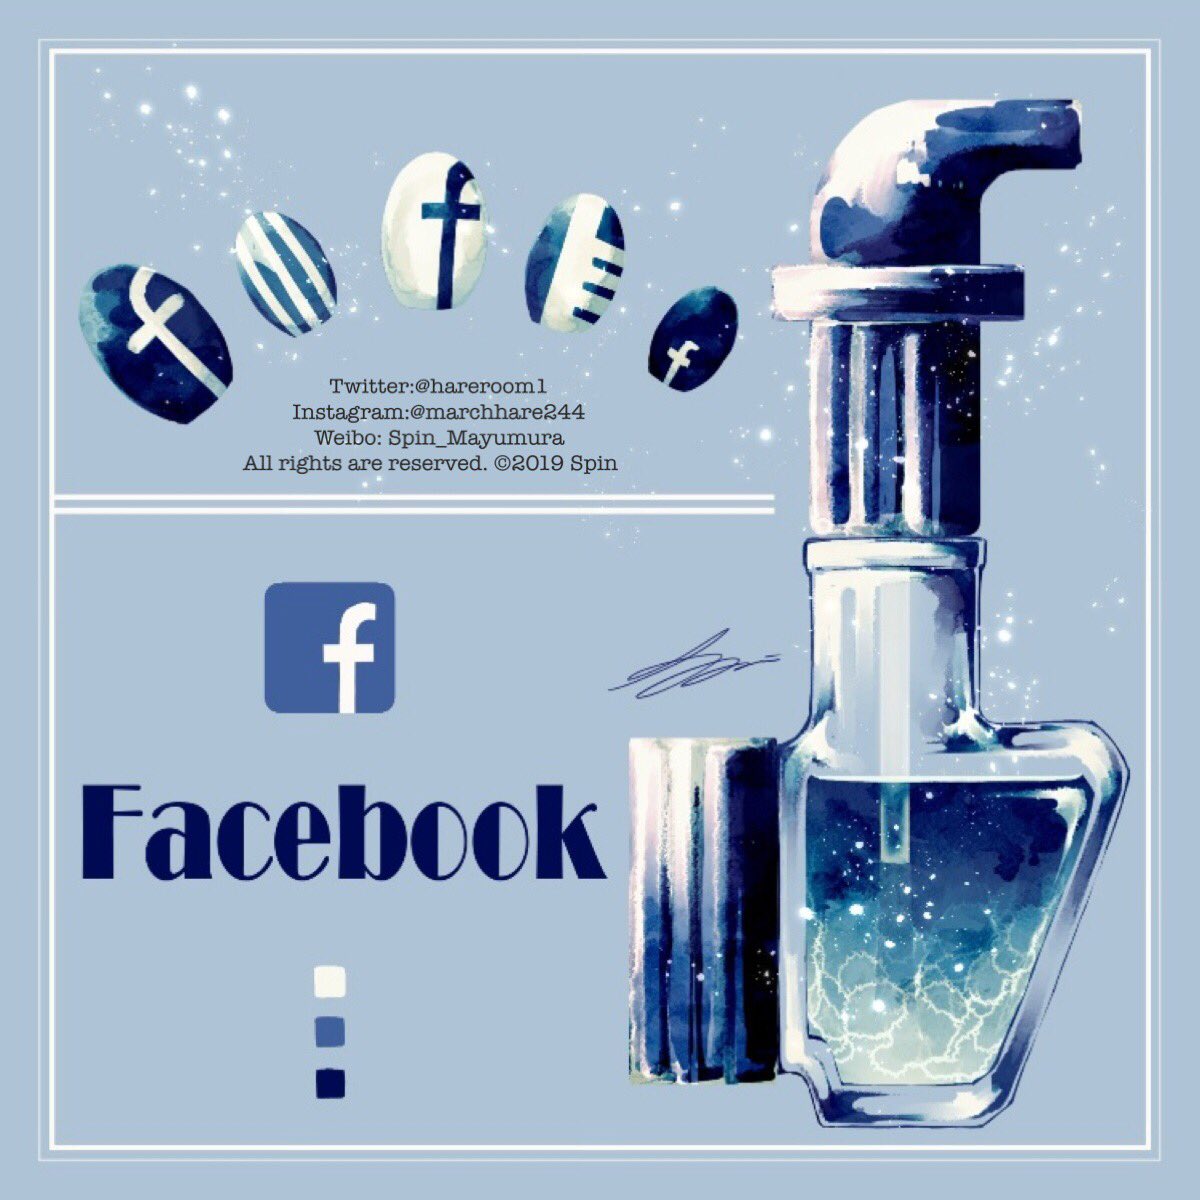 f
f
f
Twitter:@hareroom1
Instagram:@marchhare244
Weibo: Spin_Mayumura
All rights are reserved. ©2019 Spin
f
Facebook